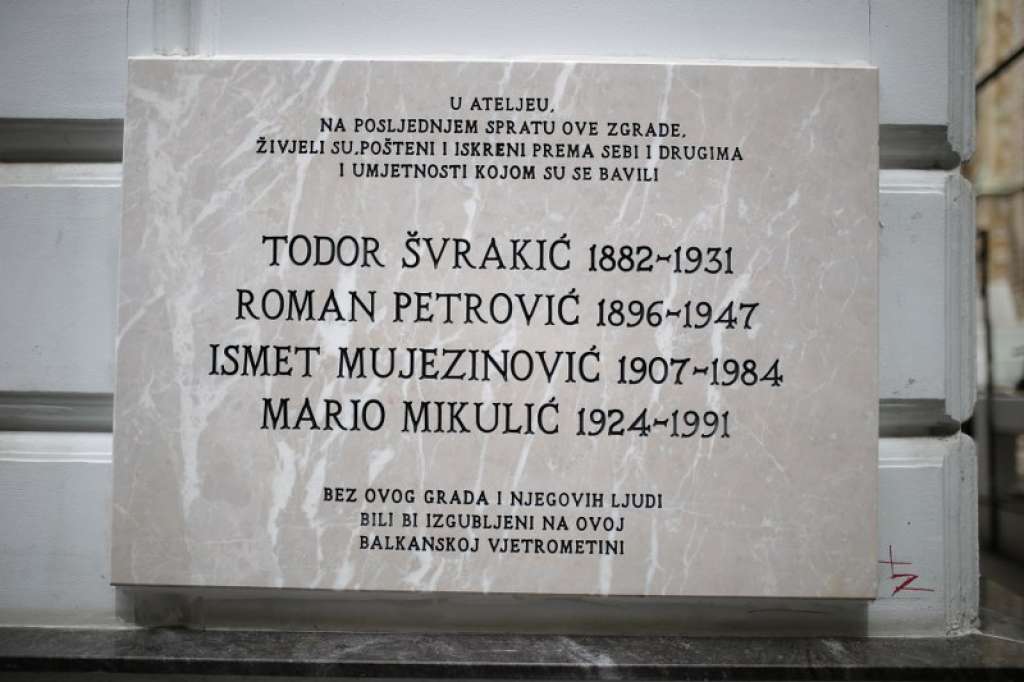 U ATELJEU,
NA POSLJEDNJEM SPRATU OVE ZGRADE,
ŽIVJELI SU,POŠTENI I ISKRENI PREMA SEBI I DRUGIMA
I UMJETNOSTI KOJOM SU SE BAVILI
TODOR ŠVRAKIĆ 1882~1931
ROMAN PETROVIĆ 1896~1947
ISMET MUJEZINOVIĆ 1907~1984
MARIO MIKULIĆ 1924~1991
BEZ OVOG GRADA I NJEGOVIH LJUDI
BILI BI IZGUBLJENI NA OVOJ
BALKANSKOJ VJETROMETINI